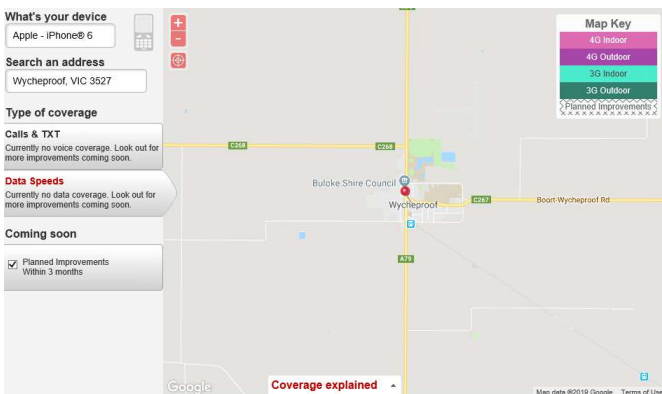 What's your device
Apple - iPhone® 6
Search an address
Wycheproof, VIC 3527
Type of coverage
Calls & TXT
Currently no voice coverage. Look out for
more improvements coming soon.
Data Speeds
Currently no data coverage. Look out for
more improvements coming soon.
Coming soon
Planned Improvements
Within 3 months
+
-
Map Key
4G Indoor
4G Outdoor
3G Indoor
3G Outdoor
Planned Improvements
C268
C268
Buloke Shire Council
Wycheproof
C267
Boort-Wycheproof Rd
A79
Google
Coverage explained
Map data ©2019 Google
Terms of Use